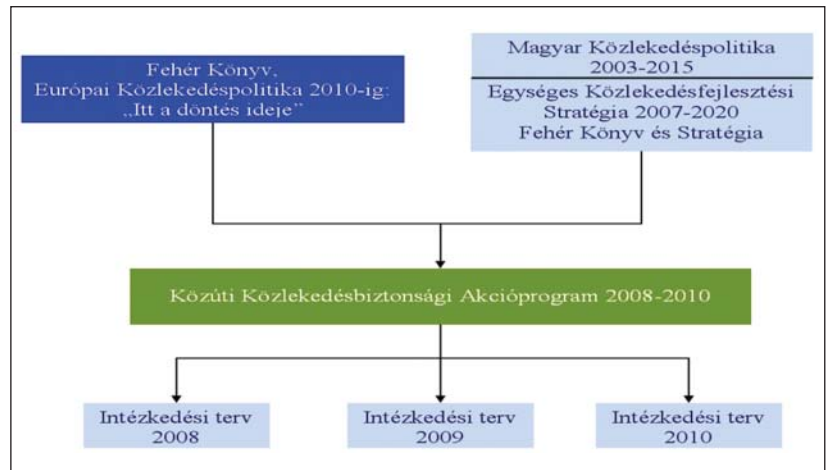 Fehér Könyv,
Európai Közlekedéspolitika 2010-ig:
„Itt a döntés ideje”
Magyar Közlekedéspolitika
2003-2015
Egységes Közlekedésfejlesztési
Stratégia 2007-2020
Fehér Könyv és Stratégia
Közúti Közlekedésbiztonsági Akcióprogram 2008-2010
Intézkedési terv
2008
Intézkedési terv
2009
Intézkedési terv
2010